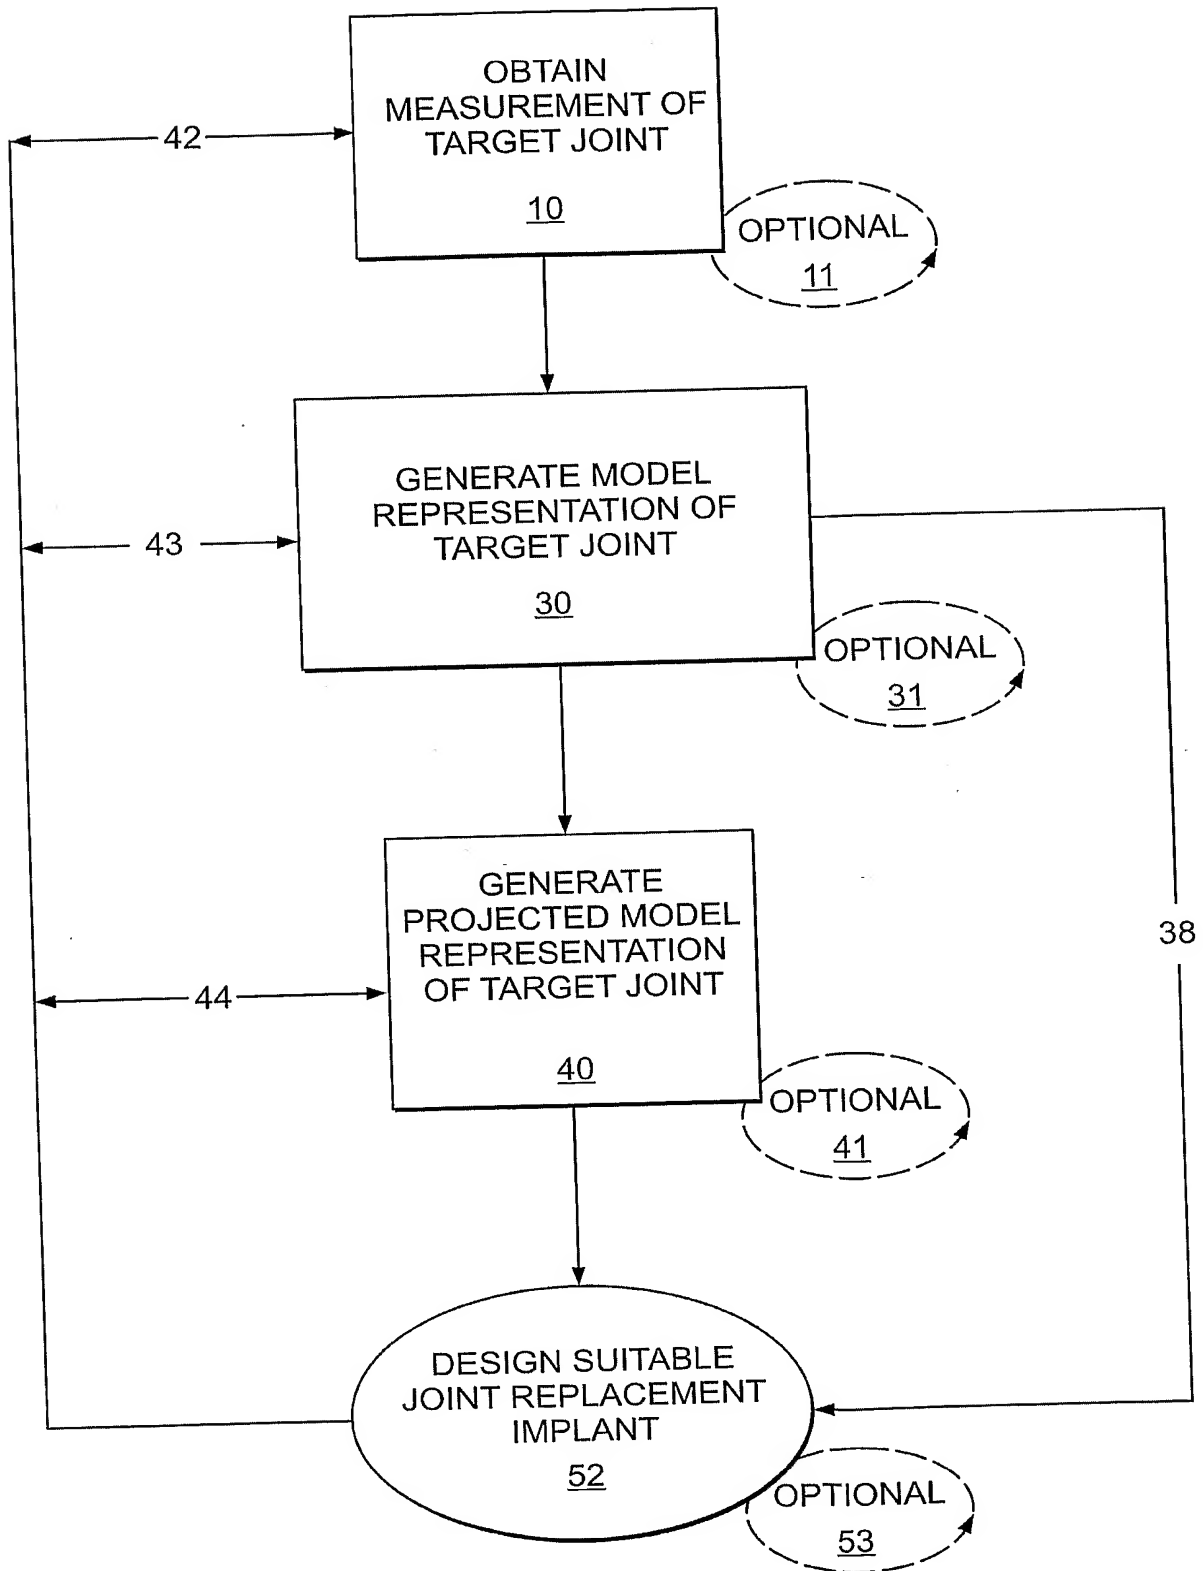 OBTAIN
MEASUREMENT OF
TARGET JOINT
10
42
OPTIONAL
11
GENERATE MODEL
REPRESENTATION OF
TARGET JOINT
30
43
OPTIONAL
31
GENERATE
PROJECTED MODEL
REPRESENTATION
OF TARGET JOINT
40
38
44
OPTIONAL
41
DESIGN SUITABLE
JOINT REPLACEMENT
IMPLANT
52
OPTIONAL
53